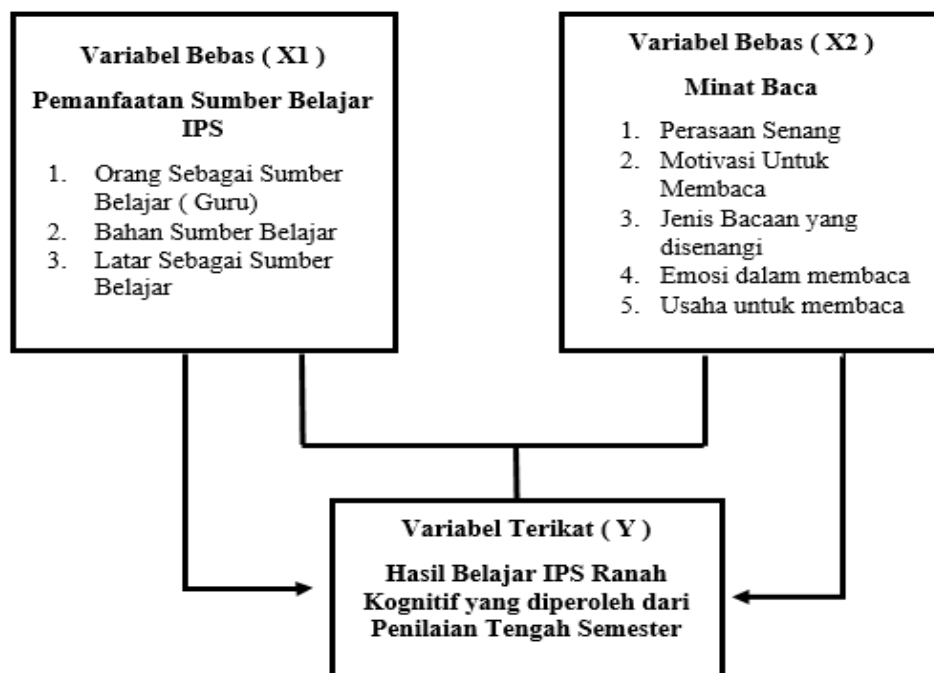 Variabel Bebas ( X1 )
Pemanfaatan Sumber Belajar
IPS
1. Orang Sebagai Sumber
Belajar ( Guru)
2. Bahan Sumber Belajar
3. Latar Sebagai Sumber
Belajar
Variabel Bebas ( X2 )
Minat Baca
1. Perasaan Senang
2. Motivasi Untuk
Membaca
3. Jenis Bacaan yang
disenangi
4. Emosi dalam membaca
5. Usaha untuk membaca
Variabel Terikat ( Y )
Hasil Belajar IPS Ranah
Kognitif yang diperoleh dari
Penilaian Tengah Semester